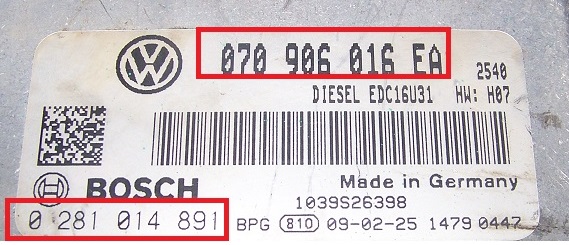 070 906 016 EA 2540
DIESEL EDC16U31 HW: H07
BOSCH Made in Germany
1039S26398
0 281 014 891 BPG 810 09-02-25 1479 0447